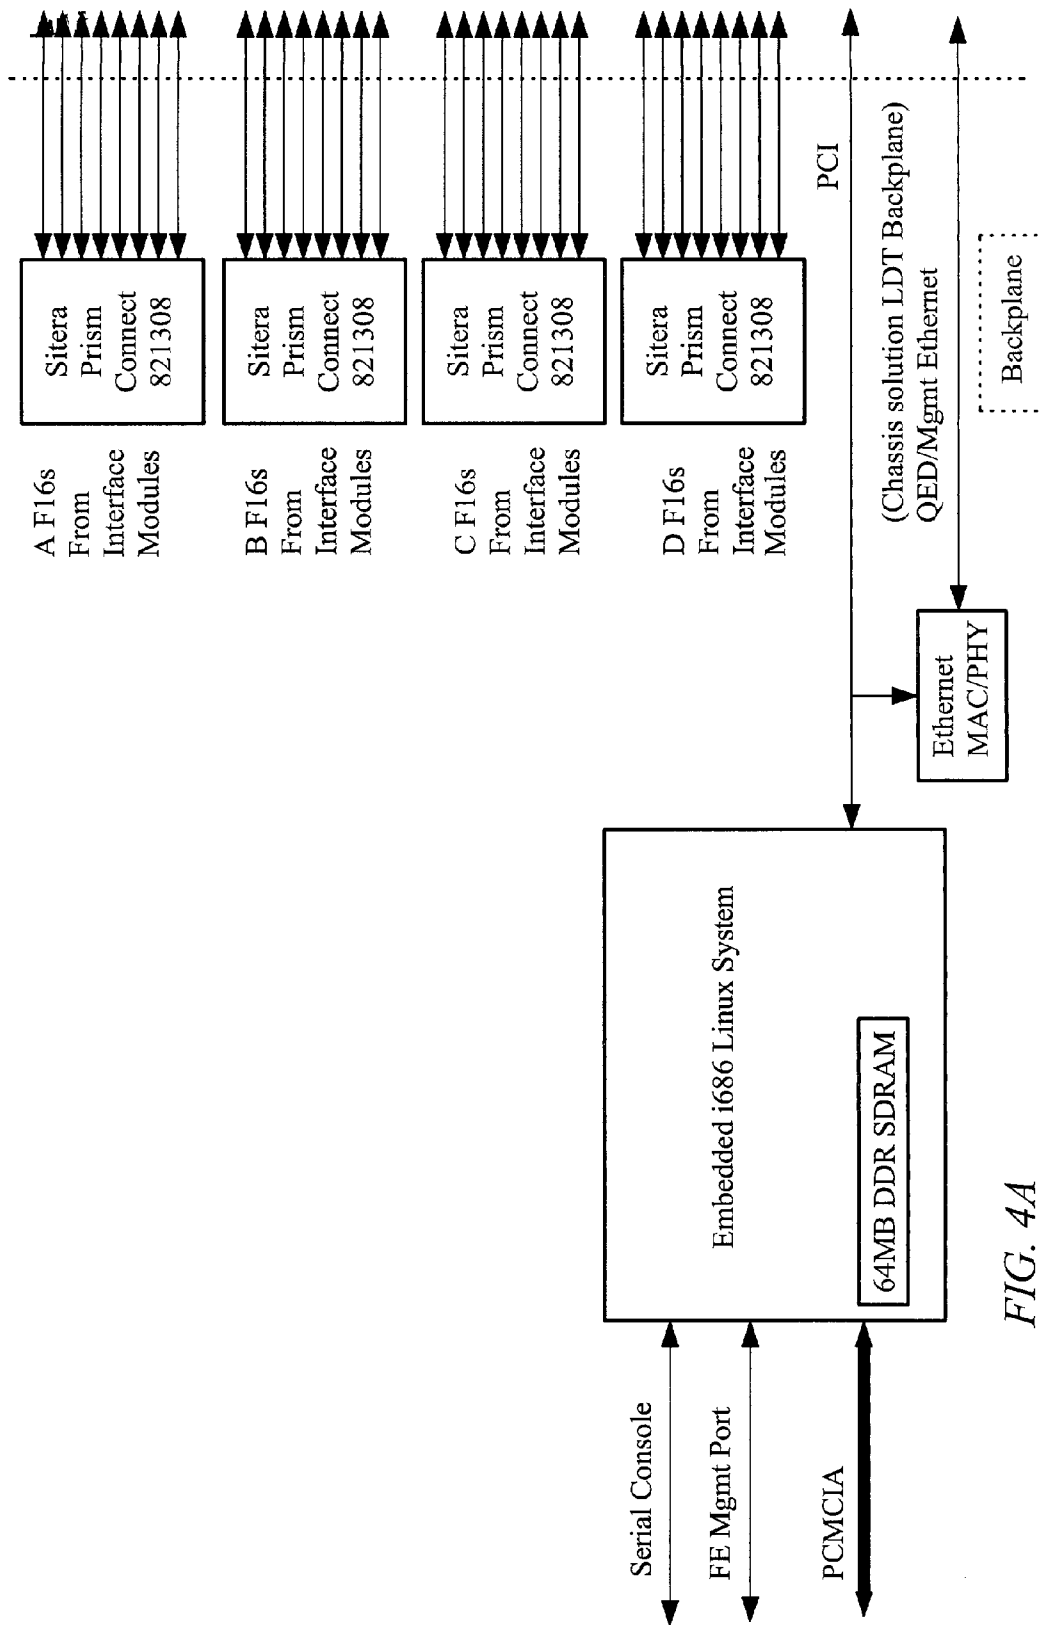 A F16s
From
Interface
Modules
Sitera
Prism
Connect
821308
B F16s
From
Interface
Modules
Sitera
Prism
Connect
821308
C F16s
From
Interface
Modules
Sitera
Prism
Connect
821308
D F16s
From
Interface
Modules
Sitera
Prism
Connect
821308
PCI
(Chassis solution LDT Backplane)
QED/Mgmt Ethernet
Backplane
Ethernet
MAC/PHY
Embedded i686 Linux System
64MB DDR SDRAM
Serial Console
FE Mgmt Port
PCMCIA
FIG. 4A